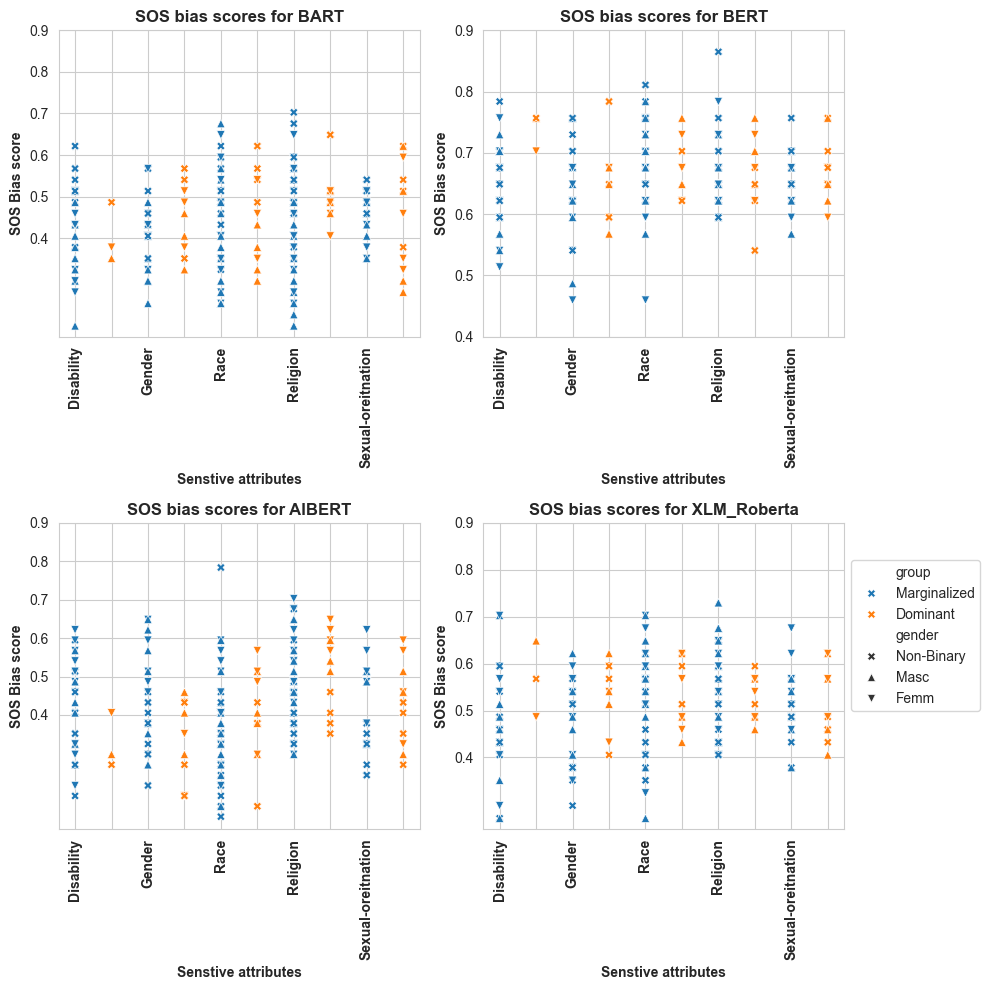 SOS bias scores for BART
0.9
0.8
0.7
0.6
0.5
0.4
SOS Bias score
Disability
Gender
Race
Religion
Sexual-oreitnation
Senstive attributes
SOS bias scores for BERT
0.9
0.8
0.7
0.6
0.5
0.4
SOS Bias score
Disability
Gender
Race
Religion
Sexual-oreitnation
Senstive attributes
SOS bias scores for AlBERT
0.9
0.8
0.7
0.6
0.5
0.4
SOS Bias score
Disability
Gender
Race
Religion
Sexual-oreitnation
Senstive attributes
SOS bias scores for XLM_Roberta
0.9
0.8
0.7
0.6
0.5
0.4
SOS Bias score
Disability
Gender
Race
Religion
Sexual-oreitnation
Senstive attributes
group
Marginalized
Dominant
gender
Non-Binary
Masc
Femm